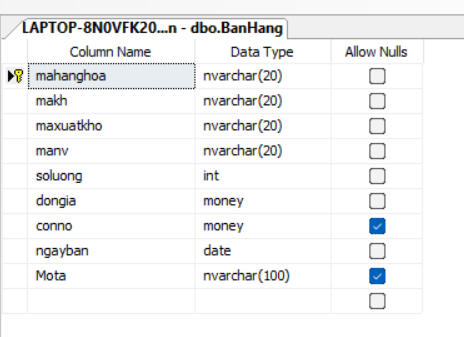 LAPTOP-8N0VFK20...n - dbo.BanHang
Column Name Data Type Allow Nulls
mahanghoa nvarchar(20)
makh nvarchar(20)
maxuatkho nvarchar(20)
manv nvarchar(20)
soluong int
dongia money
conno money
ngayban date
Mota nvarchar(100)